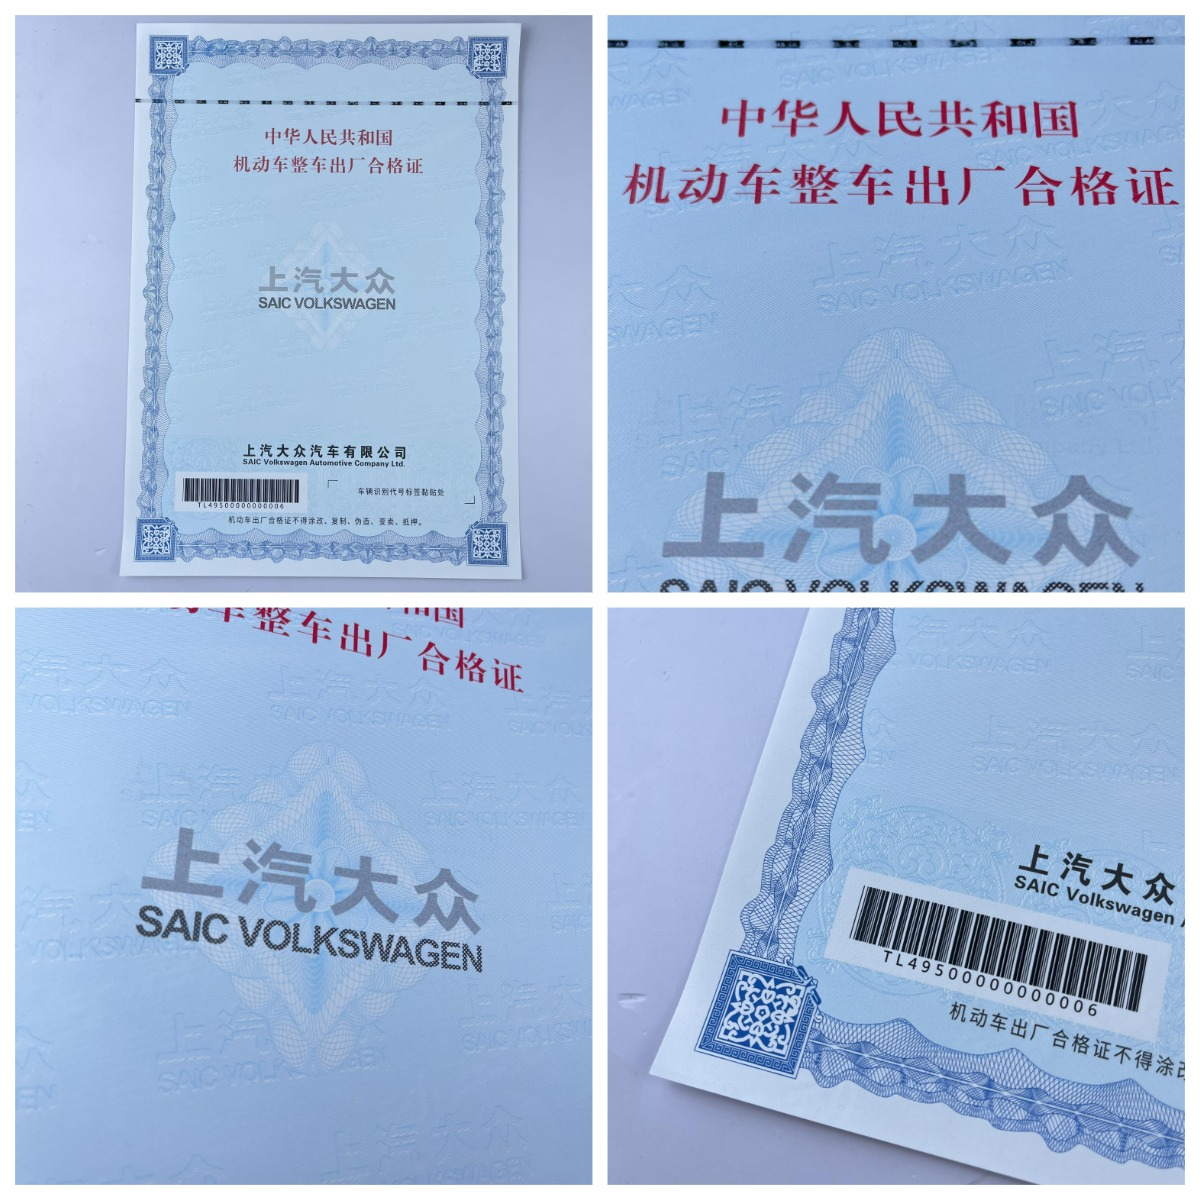 中华人民共和国
机动车整车出厂合格证
上汽大众
SAIC VOLKSWAGEN
上汽大众汽车有限公司
SAIC Volkswagen Automotive Company Ltd.
TL49500000000006
车辆识别代号标签黏贴处
机动车出厂合格证不得涂改、复制、伪造、变卖、抵押。
中华人民共和国
机动车整车出厂合格证
上汽大众
SAIC VOLKSWAGEN
和国
车整车出厂合格证
上汽大众
SAIC VOLKSWAGEN
上汽大众
SAIC Volkswagen
TL49500000000006
机动车出厂合格证不得涂改